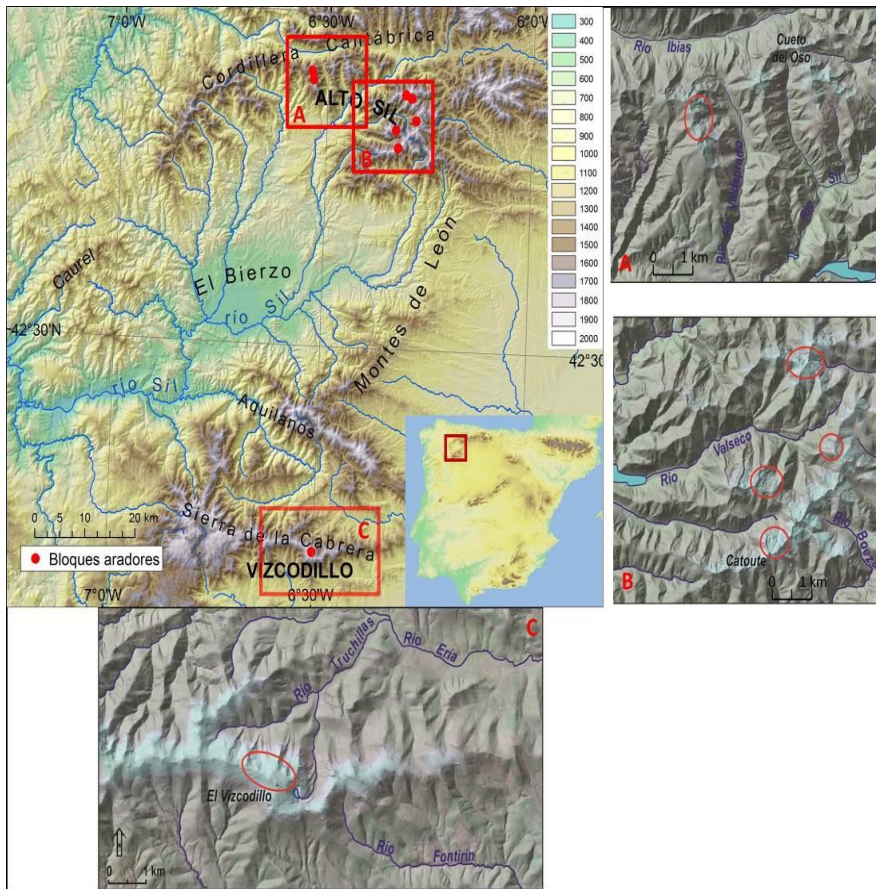 7°0'W
6°30'W
6°0'
Cordillera Cantábrica
ALTO SIL
A
B
El Bierzo
Caurel
río Sil
Montes de León
42°30'N
42°30'
río Sil
Aquilanos
Sierra de la Cabrera
C
0 10 20 km
Bloques aradores
VIZCODILLO
7°0'W
6°30'W
300
400
500
600
700
800
900
1000
1100
1200
1300
1400
1500
1600
1700
1800
1900
2000
Río Ibias
Cueto del Oso
Río Sil
A
0 1 km
Río Valseco
Río Boeza
Catoute
B
0 1 km
C
Río Truchillas
Río Eria
El Vizcodillo
Río Fontirín
N
0 1 km